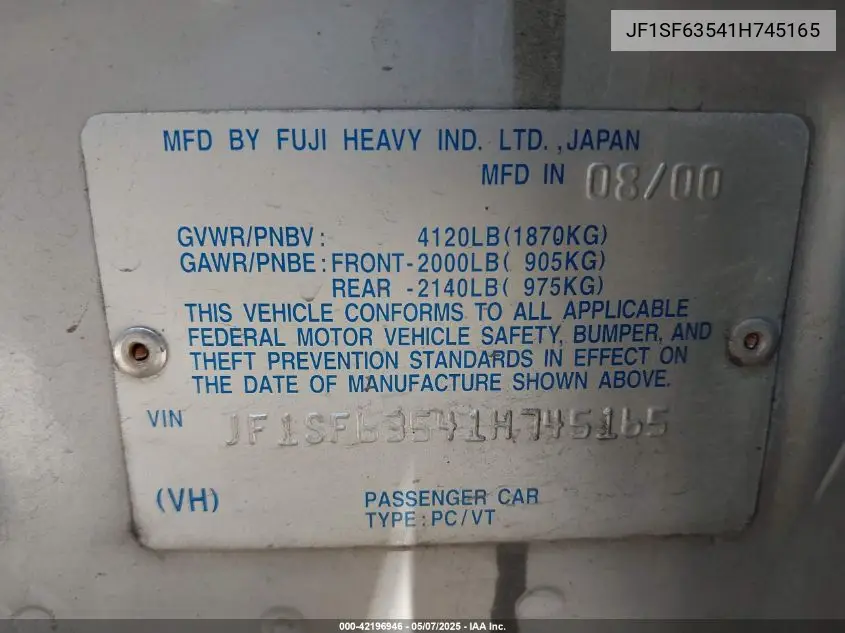 JF1SF63541H745165
MFD BY FUJI HEAVY IND. LTD.,JAPAN
MFD IN 08/00
GVWR/PNBV: 4120LB(1870KG)
GAWR/PNBE:FRONT-2000LB( 905KG)
REAR -2140LB( 975KG)
THIS VEHICLE CONFORMS TO ALL APPLICABLE
FEDERAL MOTOR VEHICLE SAFETY, BUMPER, AND
THEFT PREVENTION STANDARDS IN EFFECT ON
THE DATE OF MANUFACTURE SHOWN ABOVE.
VIN JF1SF63541H745165
(VH) PASSENGER CAR
TYPE:PC/VT
000-42196946 - 05/07/2025 - IAA Inc.